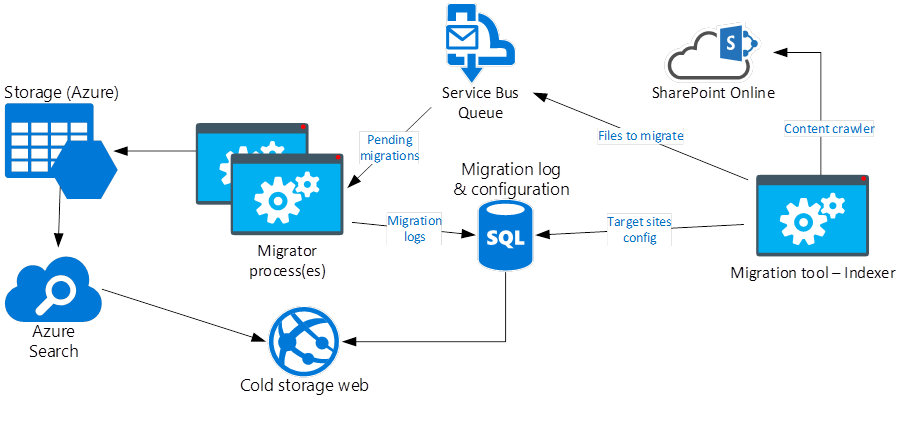 Service Bus
Queue
SharePoint Online
Storage (Azure)
Pending
migrations
Files to migrate
Content crawler
Migration log
& configuration
Migration
logs
SQL
Target sites
config
Migrator
process(es)
Migration tool – Indexer
Azure
Search
Cold storage web
S